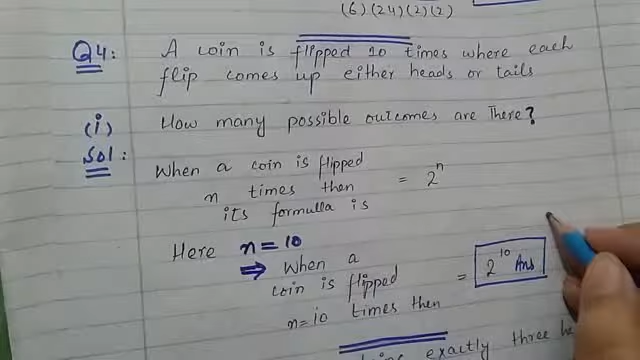 (6)(24)(2)(2)
Q4: A coin is flipped 10 times where each
flip comes up either heads or tails
(i) How many possible outcomes are There?
Sol:
When a coin is flipped
n times then = 2^n
its formulla is
Here n = 10
⇒ When a
coin is flipped = 2^10 Ans
n=10 times then
exactly three